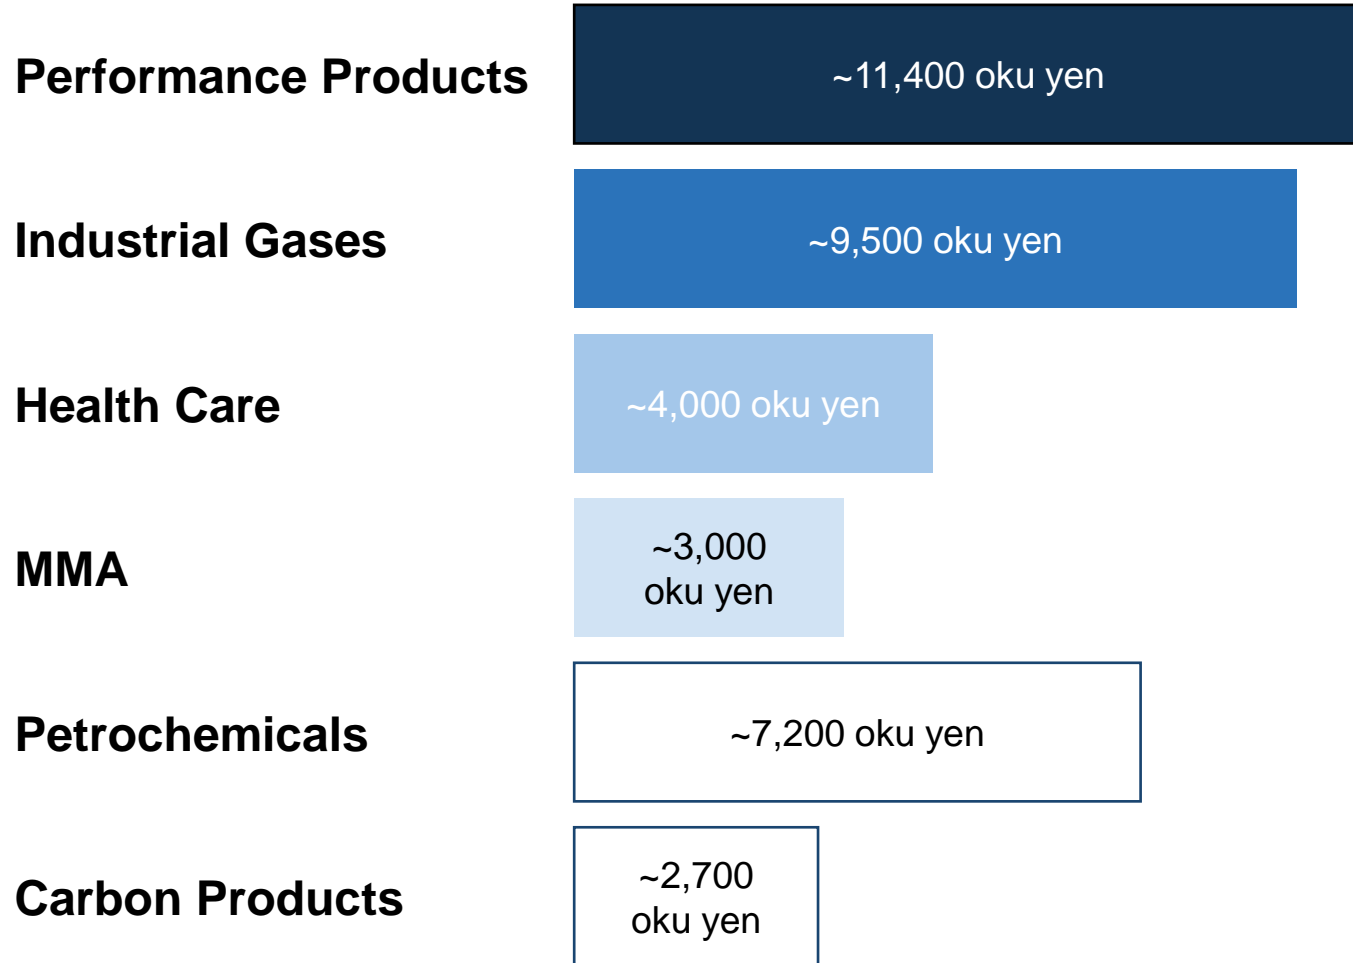 Performance Products
~11,400 oku yen
Industrial Gases
~9,500 oku yen
Health Care
~4,000 oku yen
MMA
~3,000
oku yen
Petrochemicals
~7,200 oku yen
Carbon Products
~2,700
oku yen